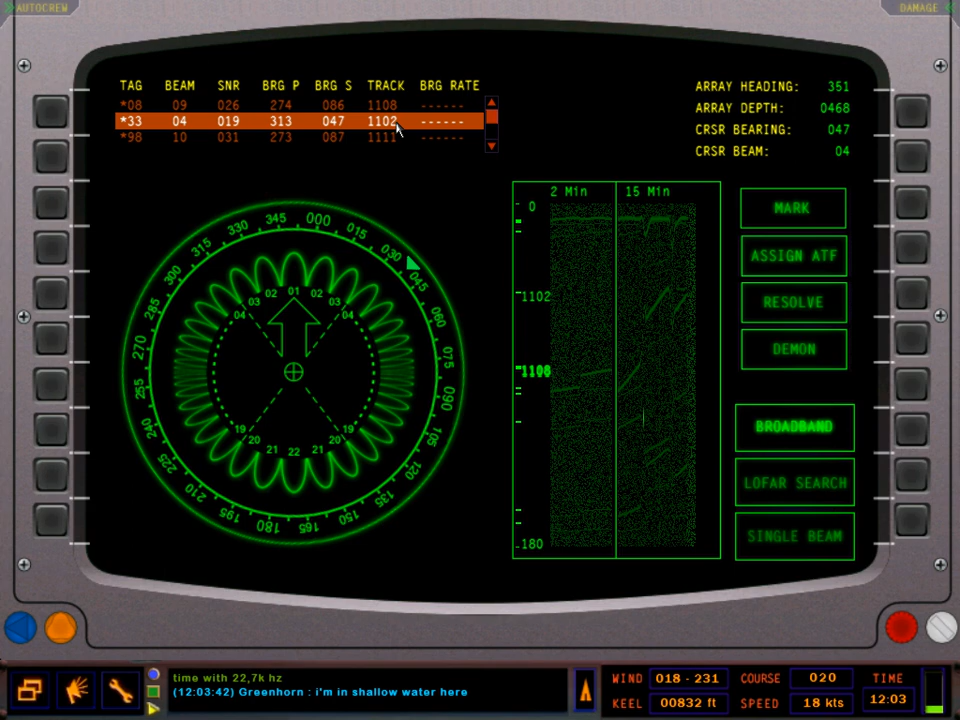 AUTOCREW
DAMAGE
TAG BEAM SNR BRG P BRG S TRACK BRG RATE
*08 09 026 274 086 1108 ------
*33 04 019 313 047 1102 ------
*98 10 031 273 087 1111 ------
ARRAY HEADING: 351
ARRAY DEPTH: 0468
CRSR BEARING: 047
CRSR BEAM: 04
2 Min 15 Min
0
1102
1108
180
000 015 030 045 075 090 105 120 135 150 165 180 195 210 225 240 255 270 285 300 315 330 345
04 03 02 01 02 03 04
19 20 21 22 21 20 19
MARK
ASSIGN ATF
RESOLVE
DEMON
BROADBAND
LOFAR SEARCH
SINGLE BEAM
time with 22,7k hz
(12:03:42) Greenhorn : i'm in shallow water here
WIND 018 - 231 COURSE 020 TIME
KEEL 00832 ft SPEED 18 kts 12:03